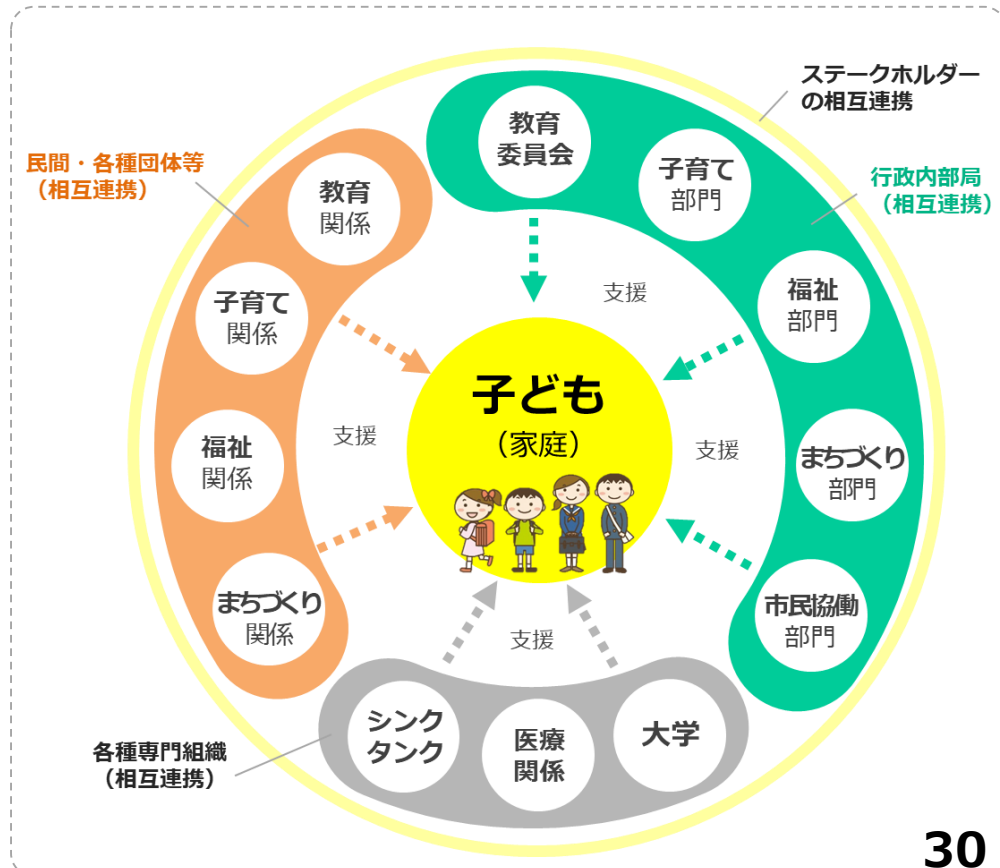 ステークホルダー
の相互連携
民間・各種団体等
（相互連携）
行政内部局
（相互連携）
教育
委員会
子育て
部門
福祉
部門
まちづくり
部門
市民協働
部門
教育
関係
子育て
関係
福祉
関係
まちづくり
関係
支援
支援
支援
支援
子ども
（家庭）
シンク
タンク
医療
関係
大学
各種専門組織
（相互連携）
30